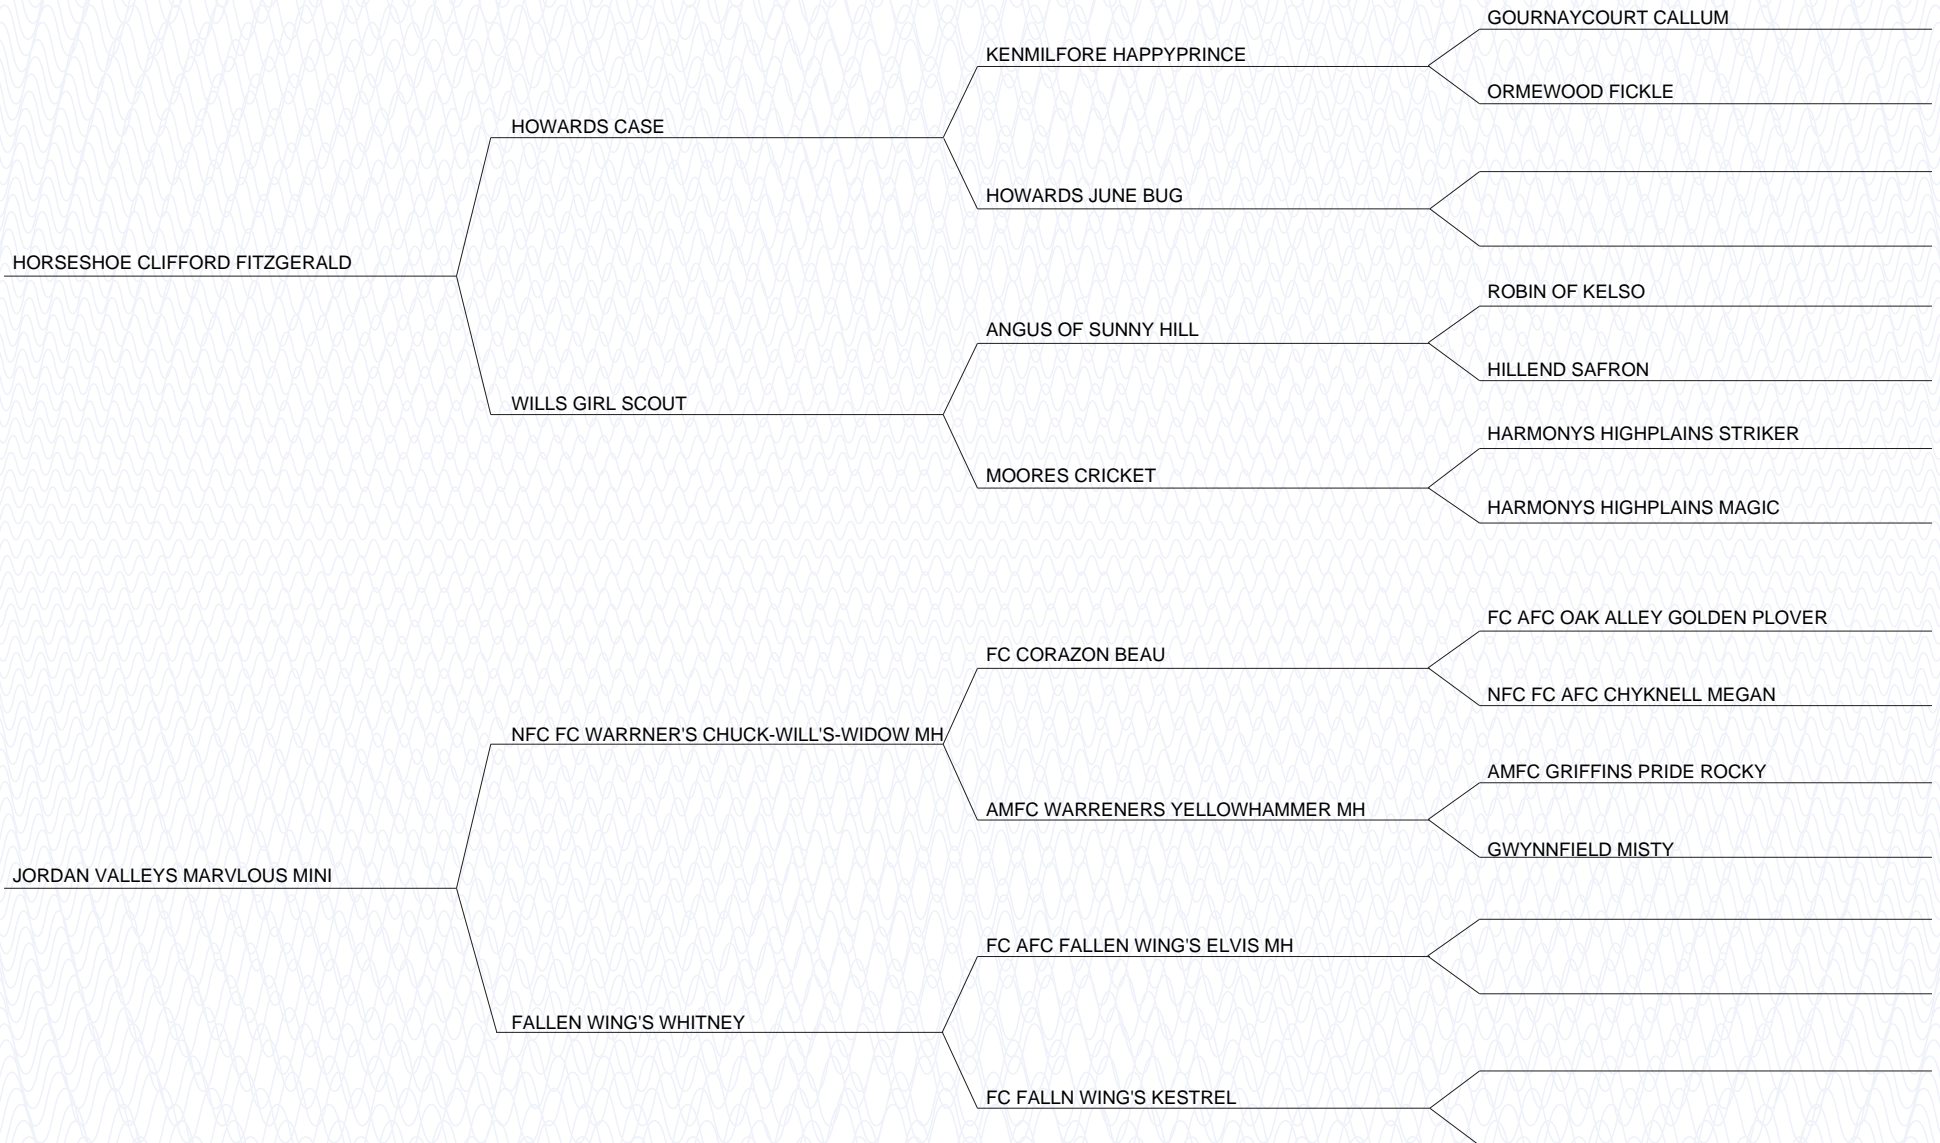 GOURNAYCOURT CALLUM
KENMILFORE HAPPYPRINCE
ORMEWOOD FICKLE
HOWARDS CASE
HOWARDS JUNE BUG
HORSESHOE CLIFFORD FITZGERALD
ROBIN OF KELSO
ANGUS OF SUNNY HILL
HILLEND SAFRON
WILLS GIRL SCOUT
HARMONYS HIGHPLAINS STRIKER
MOORES CRICKET
HARMONYS HIGHPLAINS MAGIC
FC AFC OAK ALLEY GOLDEN PLOVER
FC CORAZON BEAU
NFC FC AFC CHYKNELL MEGAN
NFC FC WARRNER'S CHUCK-WILL'S-WIDOW MH
AMFC GRIFFINS PRIDE ROCKY
AMFC WARRENERS YELLOWHAMMER MH
GWYNNFIELD MISTY
JORDAN VALLEYS MARVLOUS MINI
FC AFC FALLEN WING'S ELVIS MH
FALLEN WING'S WHITNEY
FC FALLN WING'S KESTREL